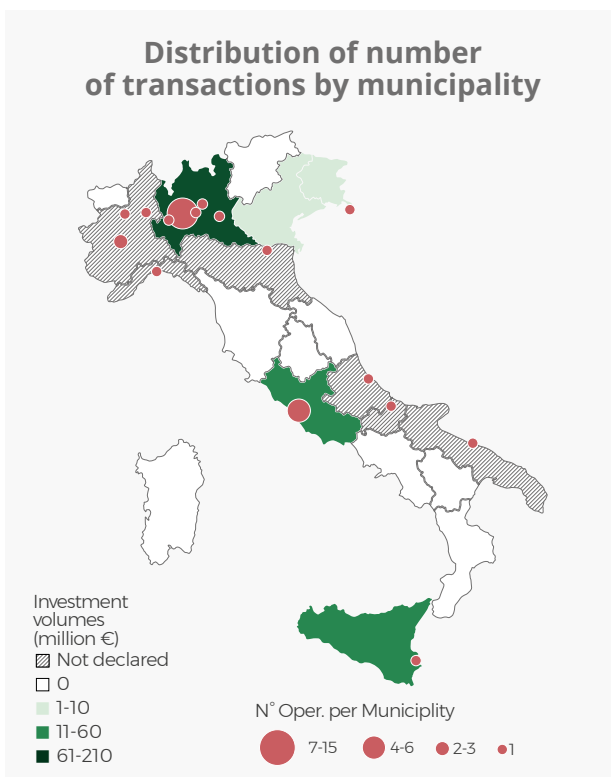 Distribution of number
of transactions by municipality
Investment
volumes
(million €)
Not declared
0
1-10
11-60
61-210
N° Oper. per Municiplity
7-15
4-6
2-3
1